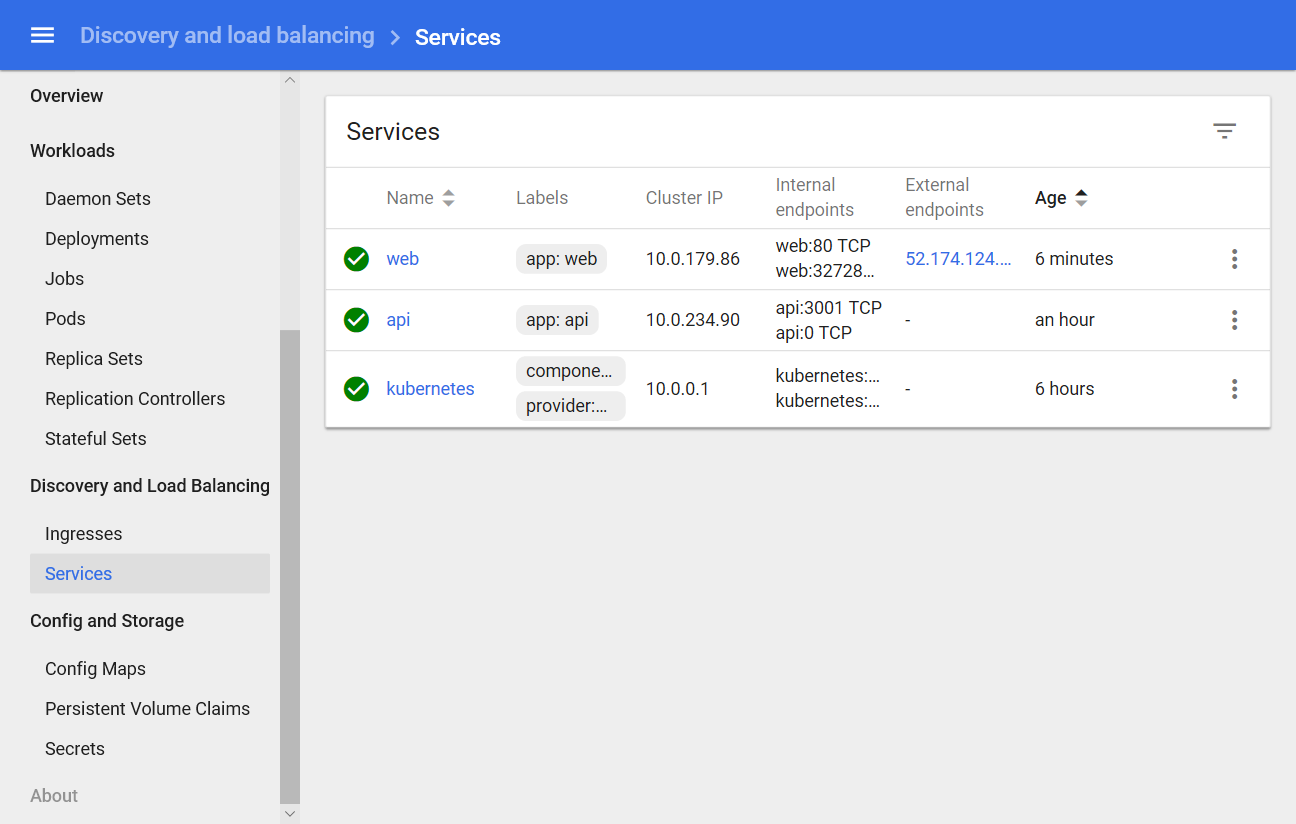 Discovery and load balancing > Services
Overview
Workloads
Daemon Sets
Deployments
Jobs
Pods
Replica Sets
Replication Controllers
Stateful Sets
Discovery and Load Balancing
Ingresses
Services
Config and Storage
Config Maps
Persistent Volume Claims
Secrets
About
Services
Name Labels Cluster IP Internal endpoints External endpoints Age
web app: web 10.0.179.86 web:80 TCP 52.174.124.... 6 minutes
web:32728...
api app: api 10.0.234.90 api:3001 TCP - an hour
api:0 TCP
kubernetes compone... 10.0.0.1 kubernetes:... - 6 hours
provider:... kubernetes:...